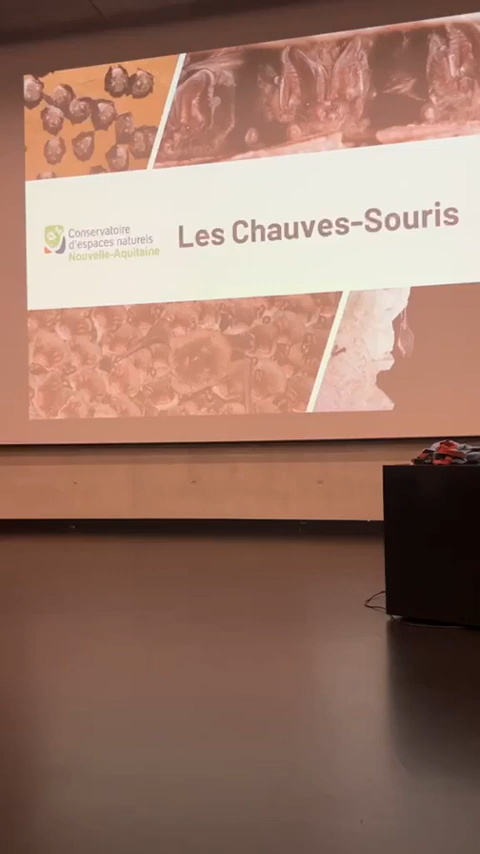 Conservatoire
d'espaces naturels
Nouvelle-Aquitaine
Les Chauves-Souris